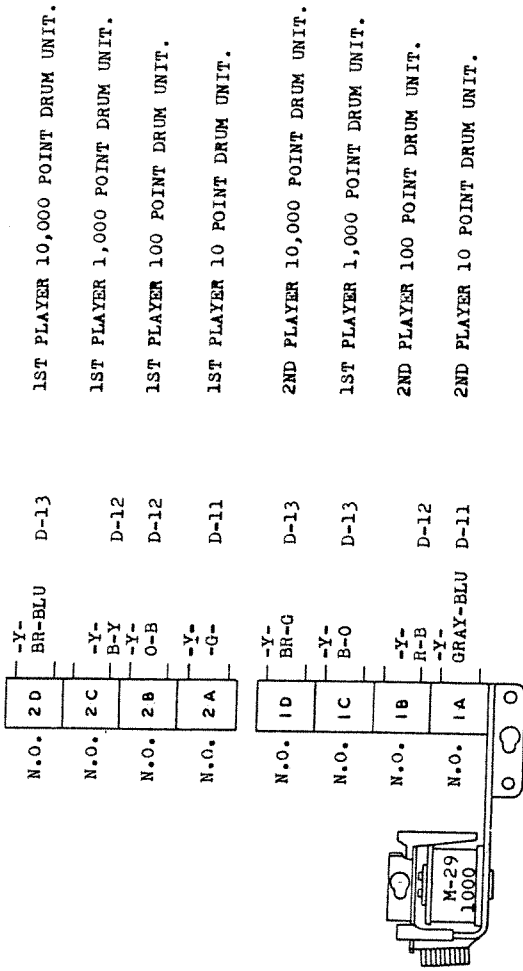 N.O. 2D -Y- D-13 1ST PLAYER 10,000 POINT DRUM UNIT.
BR-BLU
N.O. 2C -Y- 1ST PLAYER 1,000 POINT DRUM UNIT.
B-Y D-12
N.O. 2B -Y- D-12 1ST PLAYER 100 POINT DRUM UNIT.
O-B
N.O. 2A -Y- D-11 1ST PLAYER 10 POINT DRUM UNIT.
-G-
N.O. 1D -Y- D-13 2ND PLAYER 10,000 POINT DRUM UNIT.
BR-G
N.O. 1C -Y- D-13 1ST PLAYER 1,000 POINT DRUM UNIT.
B-O
N.O. 1B -Y- 2ND PLAYER 100 POINT DRUM UNIT.
R-B D-12
N.O. 1A -Y- D-11 2ND PLAYER 10 POINT DRUM UNIT.
GRAY-BLU
M-29
1000